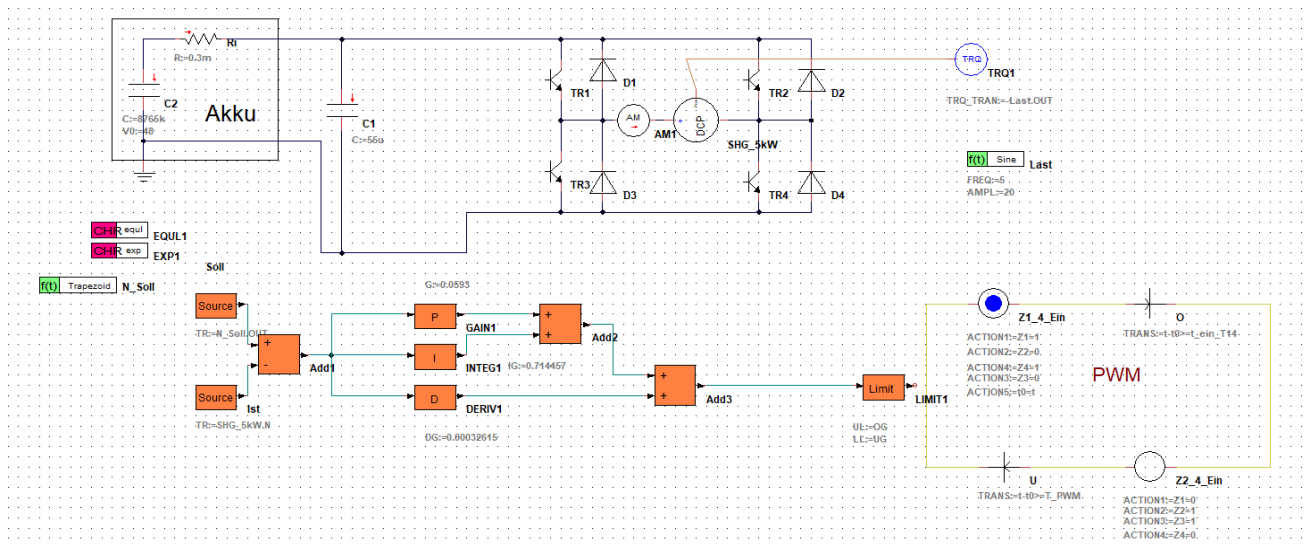 Ri
R:=0.3m
C2
Akku
C:=8765k
V0:=48
C1
C:=55u
TR1
D1
AM
AM1
DCP
SHG_5kW
TR2
D2
TR3
D3
TR4
D4
TRQ
TRQ1
TRQ_TRAN:=-Last.OUT
f(t) Sine
Last
FREQ:=5
AMPL:=20
CHR equl
EQUL1
CHR exp
EXP1
f(t) Trapezoid
N_Soll
Soll
Source
TR:=N_Soll.OUT
+
-
Add1
Source
Ist
TR:=SHG_5kW.N
G:=0.0593
P
GAIN1
I
INTEG1
IG:=0.714457
D
DERIV1
DG:=0.00032615
+
+
Add2
+
+
Add3
Limit
LIMIT1
UL:=OG
LL:=UG
Z1_4_Ein
ACTION1:=Z1=1
ACTION2:=Z2=0
ACTION4:=Z4=1
ACTION3:=Z3=0
ACTION5:=t0=t
O
TRANS:=t-t0>=t_ein_T14
PWM
U
TRANS:=t-t0>=T_PWM
Z2_4_Ein
ACTION1:=Z1=0
ACTION2:=Z2=1
ACTION3:=Z3=1
ACTION4:=Z4=0